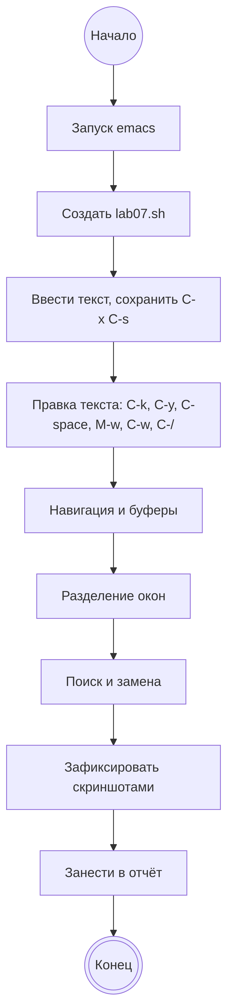 Начало
Запуск emacs
Создать lab07.sh
Ввести текст, сохранить C-
x C-s
Правка текста: C-k, C-y, C-
space, M-w, C-w, C-/
Навигация и буферы
Разделение окон
Поиск и замена
Зафиксировать
скриншотами
Занести в отчёт
Конец